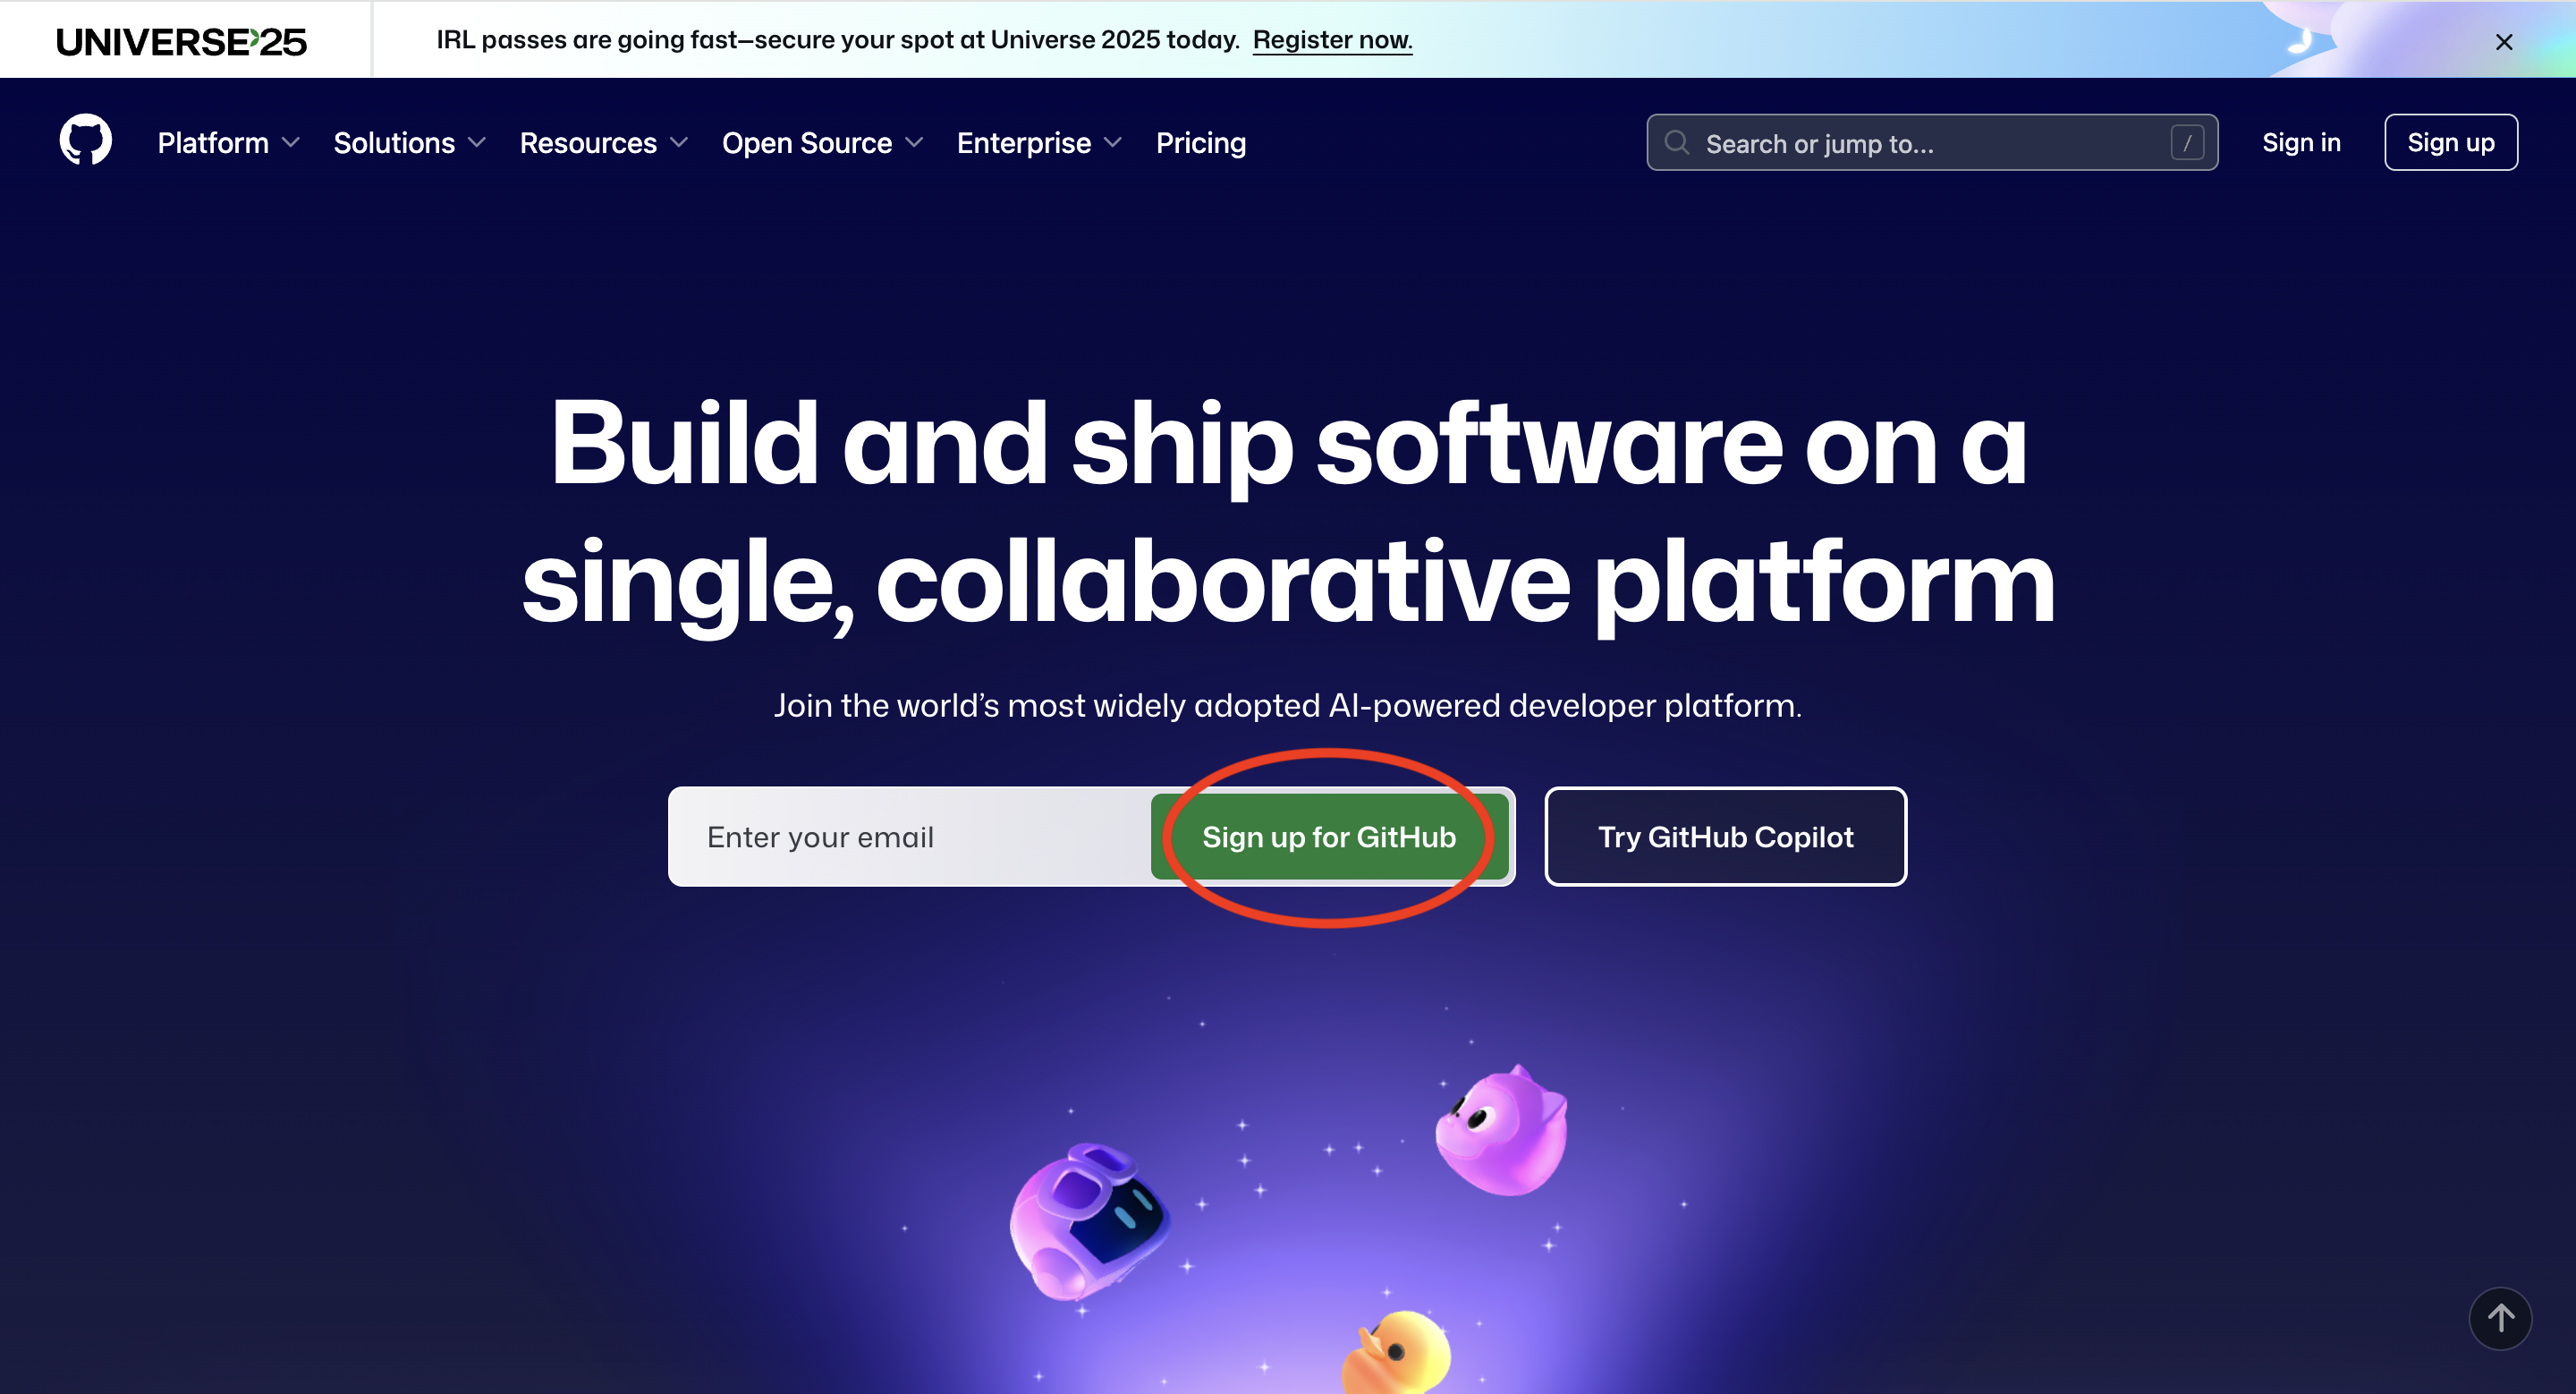 UNIVERSE'25
IRL passes are going fast—secure your spot at Universe 2025 today. Register now.
Platform Solutions Resources Open Source Enterprise Pricing
Search or jump to... /
Sign in
Sign up
Build and ship software on a
single, collaborative platform
Join the world’s most widely adopted AI-powered developer platform.
Enter your email
Sign up for GitHub
Try GitHub Copilot